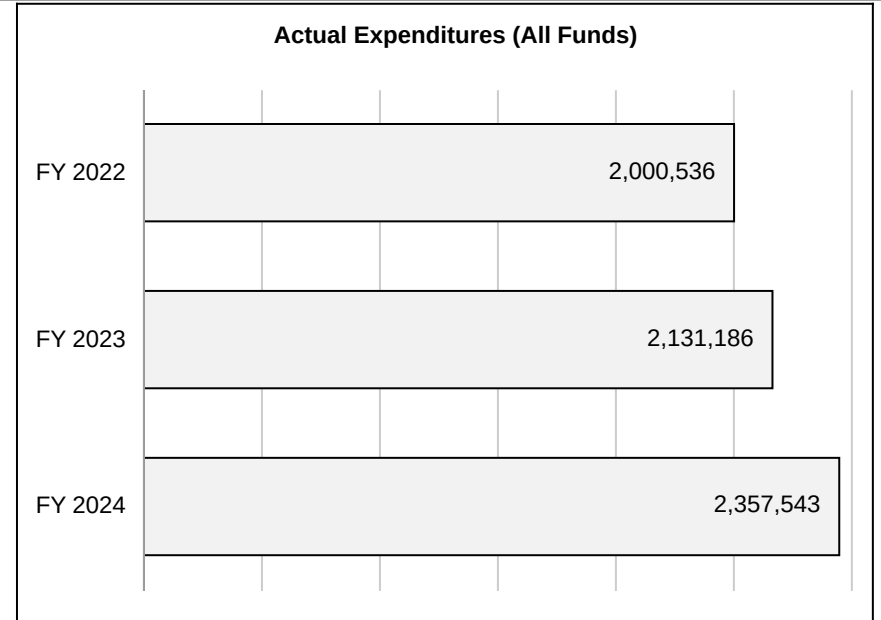 Actual Expenditures (All Funds)
FY 2022 2,000,536
FY 2023 2,131,186
FY 2024 2,357,543